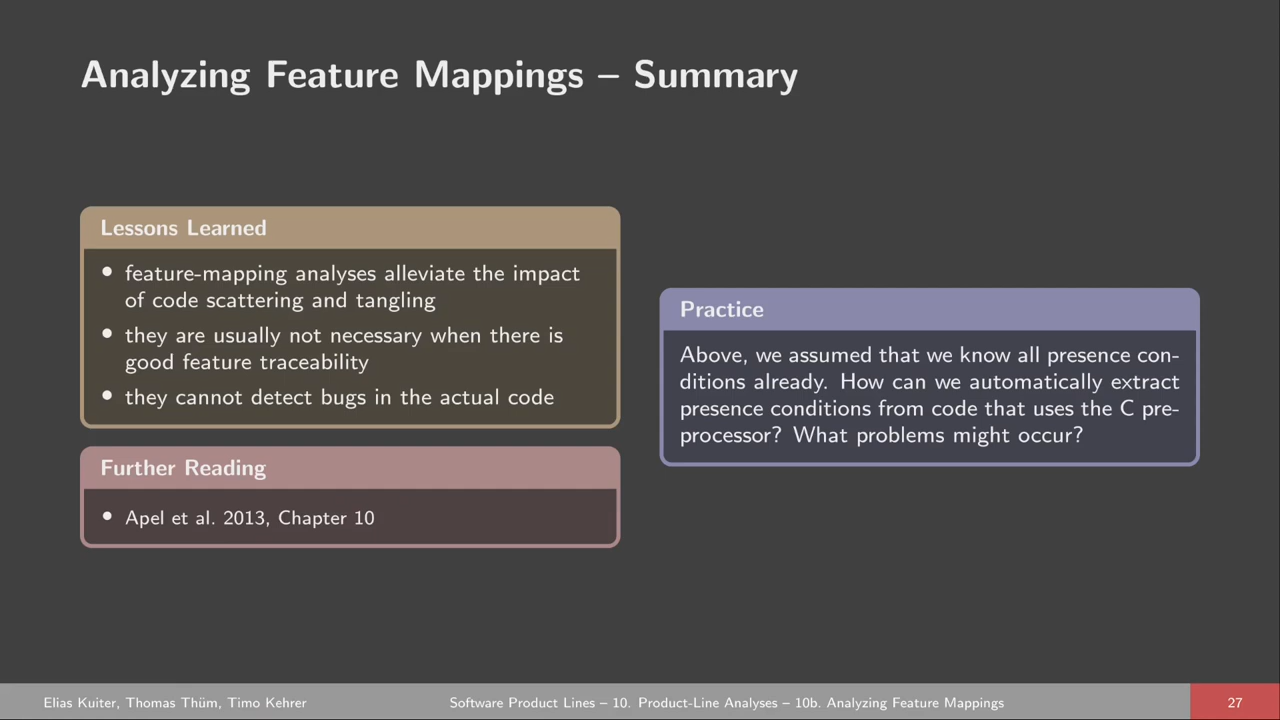 Analyzing Feature Mappings – Summary
Lessons Learned
• feature-mapping analyses alleviate the impact
of code scattering and tangling
• they are usually not necessary when there is
good feature traceability
• they cannot detect bugs in the actual code
Further Reading
• Apel et al. 2013, Chapter 10
Practice
Above, we assumed that we know all presence con-
ditions already. How can we automatically extract
presence conditions from code that uses the C pre-
processor? What problems might occur?
Elias Kuiter, Thomas Thüm, Timo Kehrer
Software Product Lines – 10. Product-Line Analyses – 10b. Analyzing Feature Mappings
27